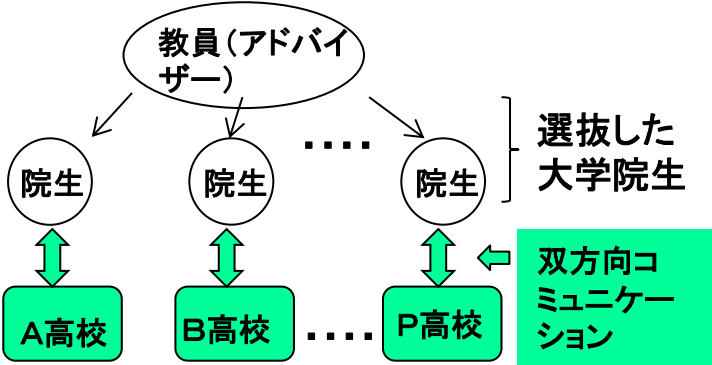 教員（アドバイ
ザー）
‥‥
院生
院生
院生
選抜した
大学院生
双方向コ
ミュニケー
ション
Ａ高校
Ｂ高校
‥‥
Ｐ高校